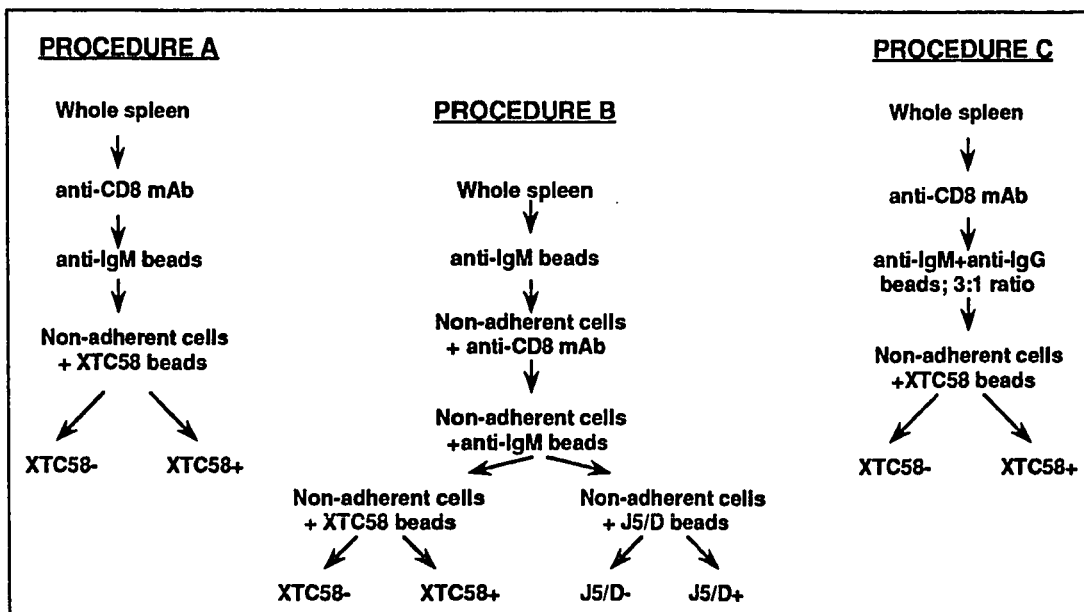 PROCEDURE A
Whole spleen
anti-CD8 mAb
anti-IgM beads
Non-adherent cells
+ XTC58 beads
XTC58-
XTC58+
PROCEDURE B
Whole spleen
anti-IgM beads
Non-adherent cells
+ anti-CD8 mAb
Non-adherent cells
+anti-IgM beads
Non-adherent cells
+ XTC58 beads
Non-adherent cells
+ J5/D beads
XTC58-
XTC58+
J5/D-
J5/D+
PROCEDURE C
Whole spleen
anti-CD8 mAb
anti-IgM+anti-IgG
beads; 3:1 ratio
Non-adherent cells
+XTC58 beads
XTC58-
XTC58+